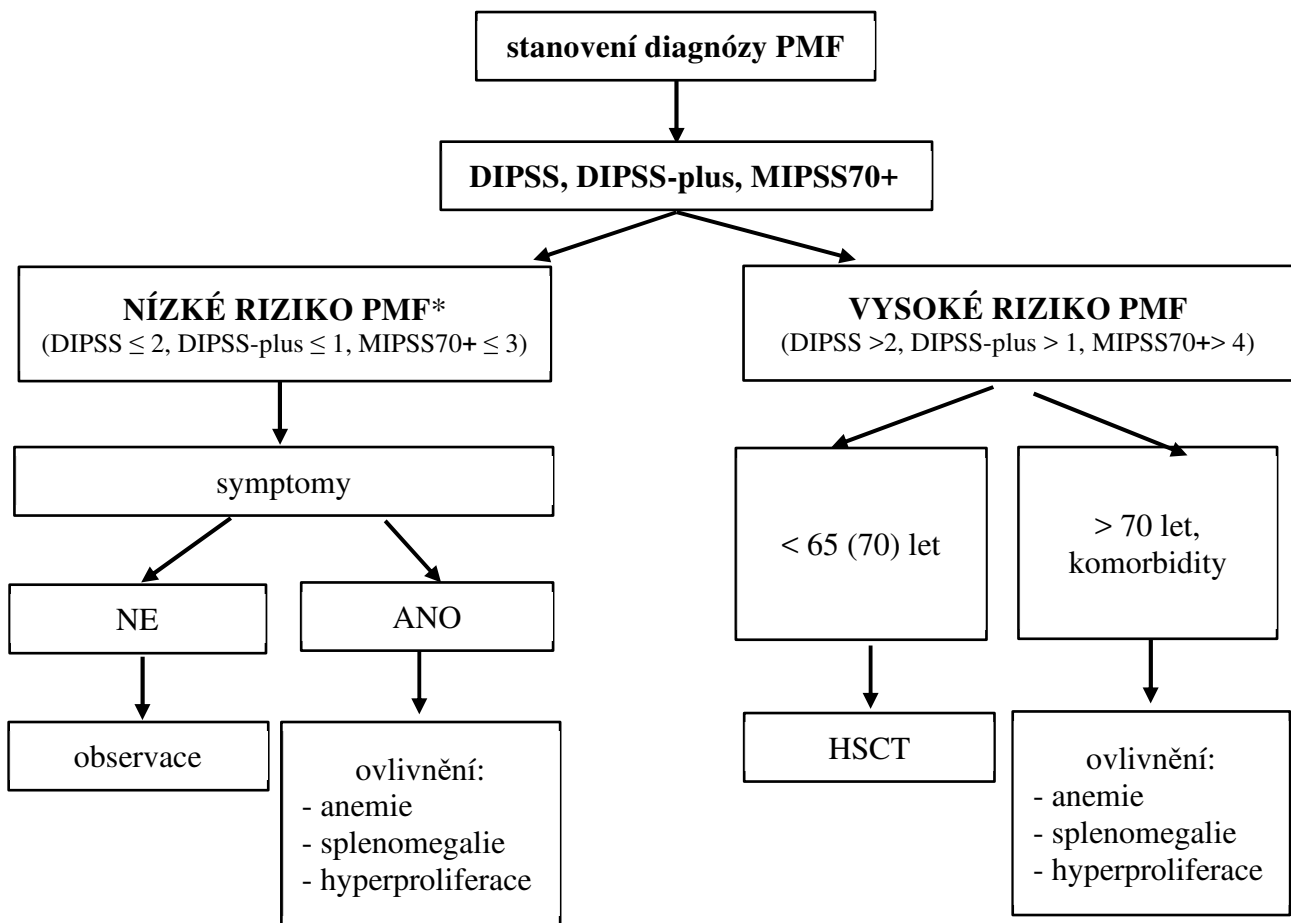 stanovení diagnózy PMF
DIPSS, DIPSS-plus, MIPSS70+
NÍZKÉ RIZIKO PMF*
(DIPSS ≤ 2, DIPSS-plus ≤ 1, MIPSS70+ ≤ 3)
VYSOKÉ RIZIKO PMF
(DIPSS >2, DIPSS-plus > 1, MIPSS70+> 4)
symptomy
< 65 (70) let
> 70 let,
komorbidity
NE
ANO
observace
ovlivnění:
- anemie
- splenomegalie
- hyperproliferace
HSCT
ovlivnění:
- anemie
- splenomegalie
- hyperproliferace